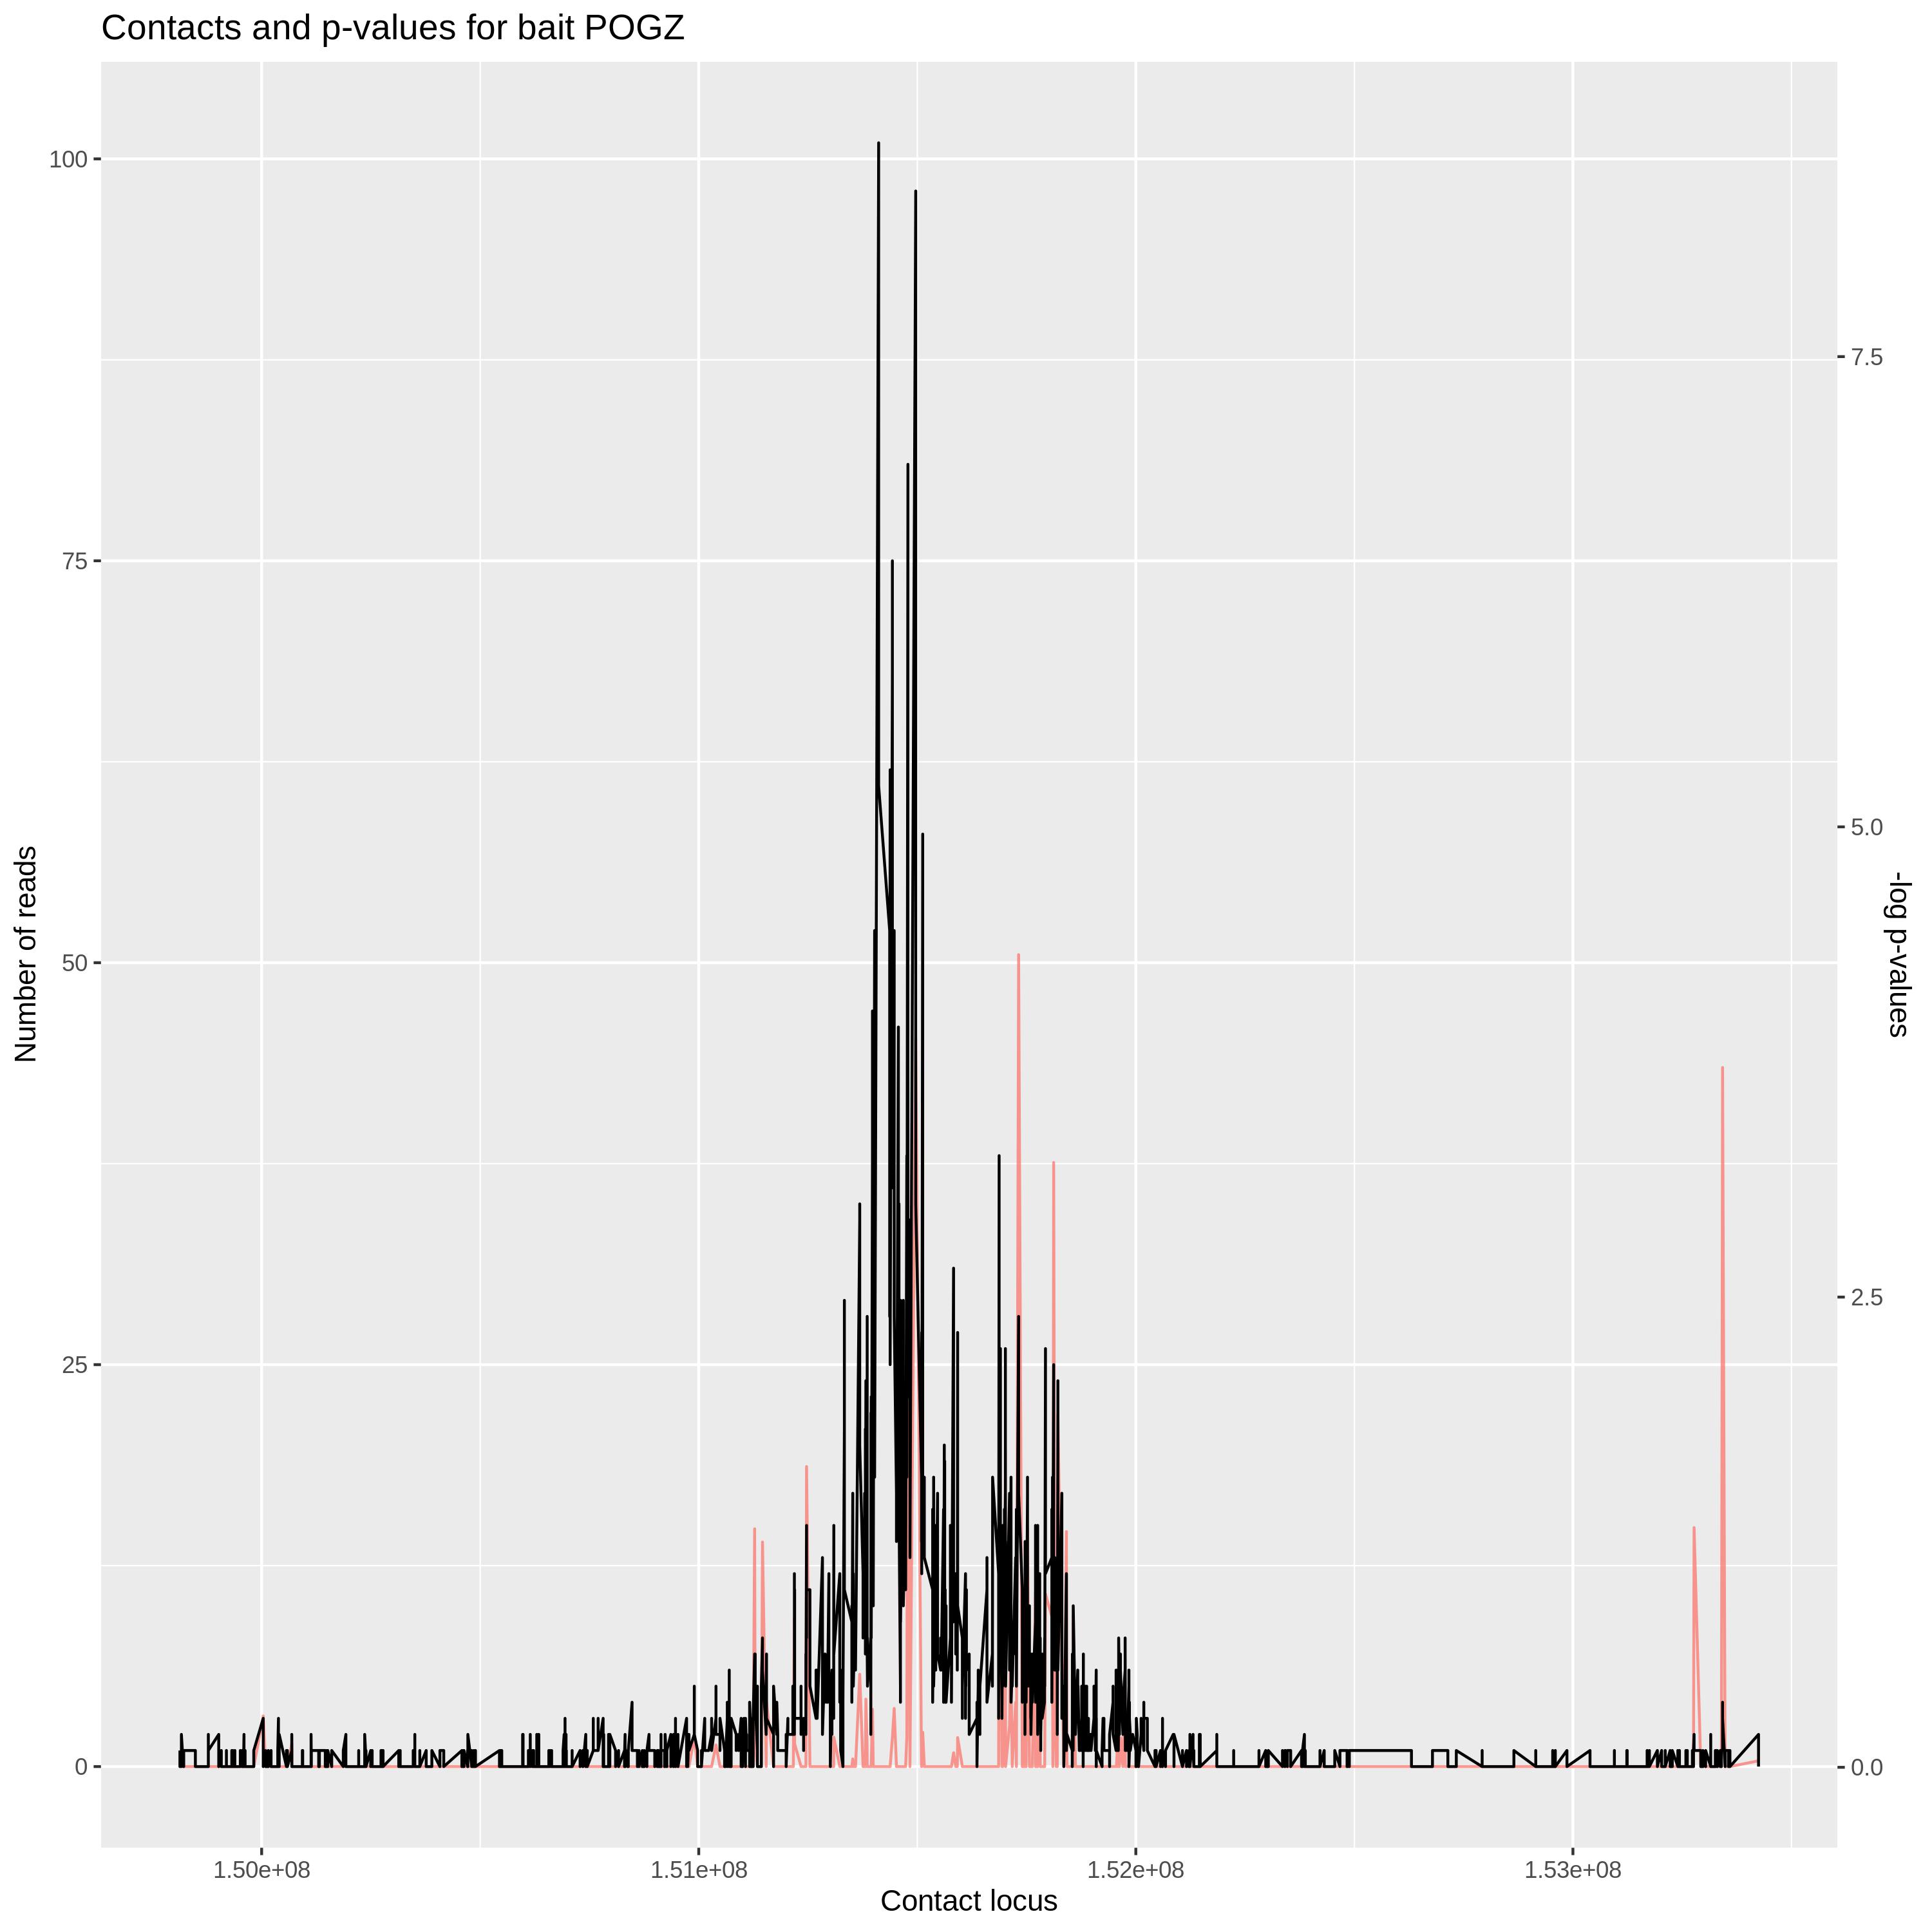 Contacts and p-values for bait POGZ
100
75
50
25
0
Number of reads
7.5
5.0
2.5
0.0
-log p-values
1.50e+08
1.51e+08
1.52e+08
1.53e+08
Contact locus